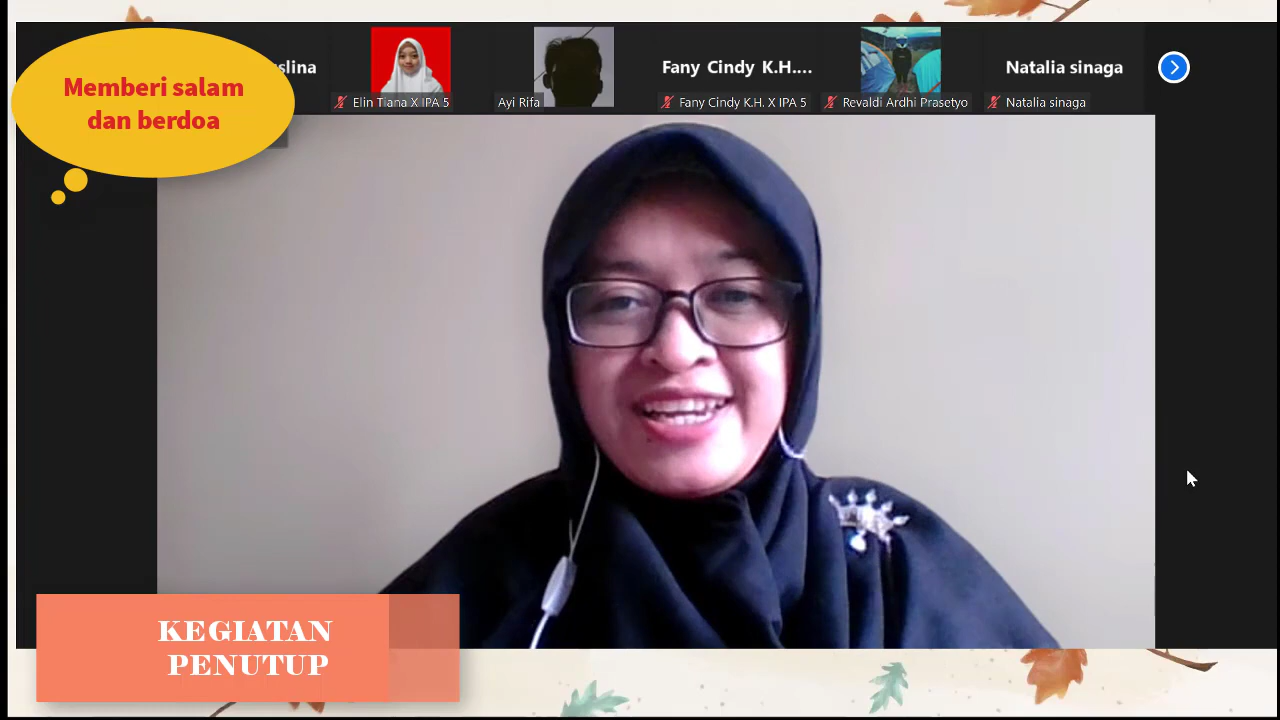 Memberi salam
dan berdoa
slina
Elin Tiana X IPA 5
Ayi Rifa
Fany Cindy K.H....
Fany Cindy K.H. X IPA 5
Revaldi Ardhi Prasetyo
Natalia sinaga
Natalia sinaga
KEGIATAN
PENUTUP